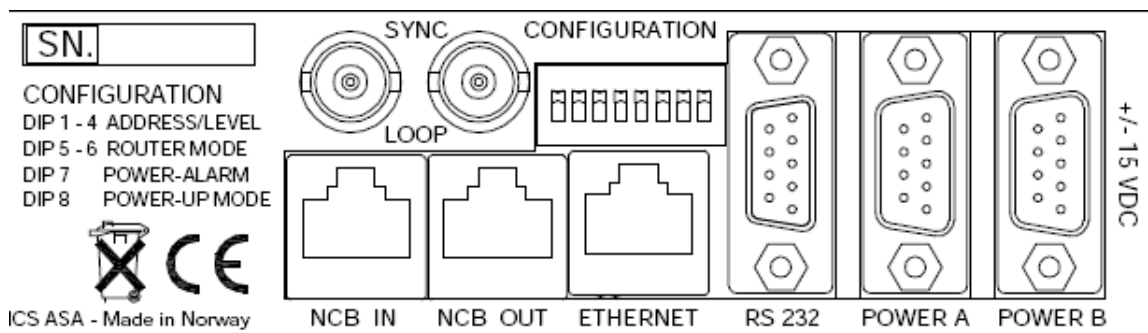 SN.
CONFIGURATION
DIP 1 - 4 ADDRESS/LEVEL
DIP 5 - 6 ROUTER MODE
DIP 7 POWER-ALARM
DIP 8 POWER-UP MODE
CE
ICS ASA - Made in Norway
SYNC
LOOP
CONFIGURATION
NCB IN
NCB OUT
ETHERNET
RS 232
POWER A
POWER B
+/- 15 VDC